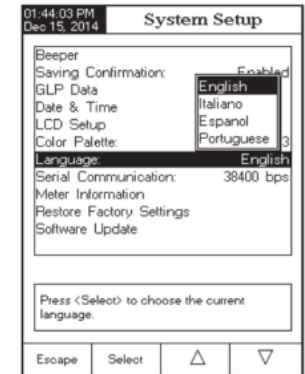 01:44:03 PM
Dec 15, 2014
System Setup
Beeper
Saving Confirmation: Enabled
GLP Data
Date & Time
LCD Setup
Color Palette: 3
Language: English
Serial Communication: 38400 bps
Meter Information
Restore Factory Settings
Software Update
English
Italiano
Espanol
Portuguese
Press <Select> to choose the current
language.
Escape Select △ ▽